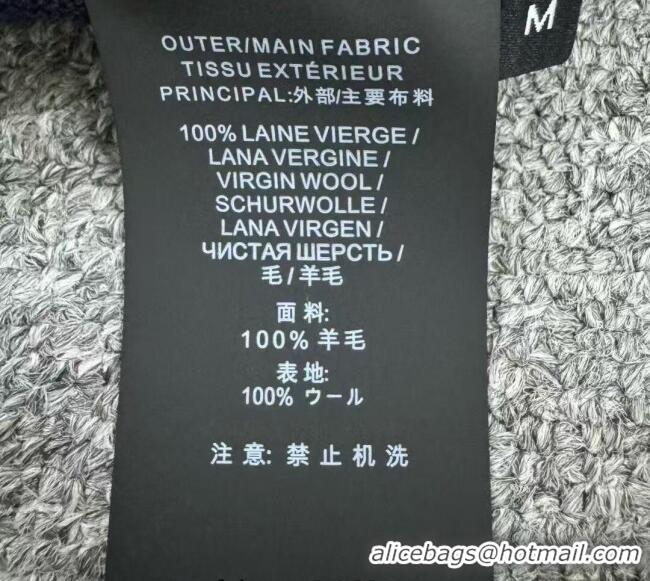 M
OUTER/MAIN FABRIC
TISSU EXTÉRIEUR
PRINCIPAL:外部/主要布料
100% LAINE VIERGE /
LANA VERGINE /
VIRGIN WOOL /
SCHURWOLLE /
LANA VIRGEN /
ЧИСТАЯ ШЕРСТЬ /
毛 / 羊毛
面料:
100% 羊毛
表地:
100% ウール
注意: 禁止机洗
alicebags@hotmail.com